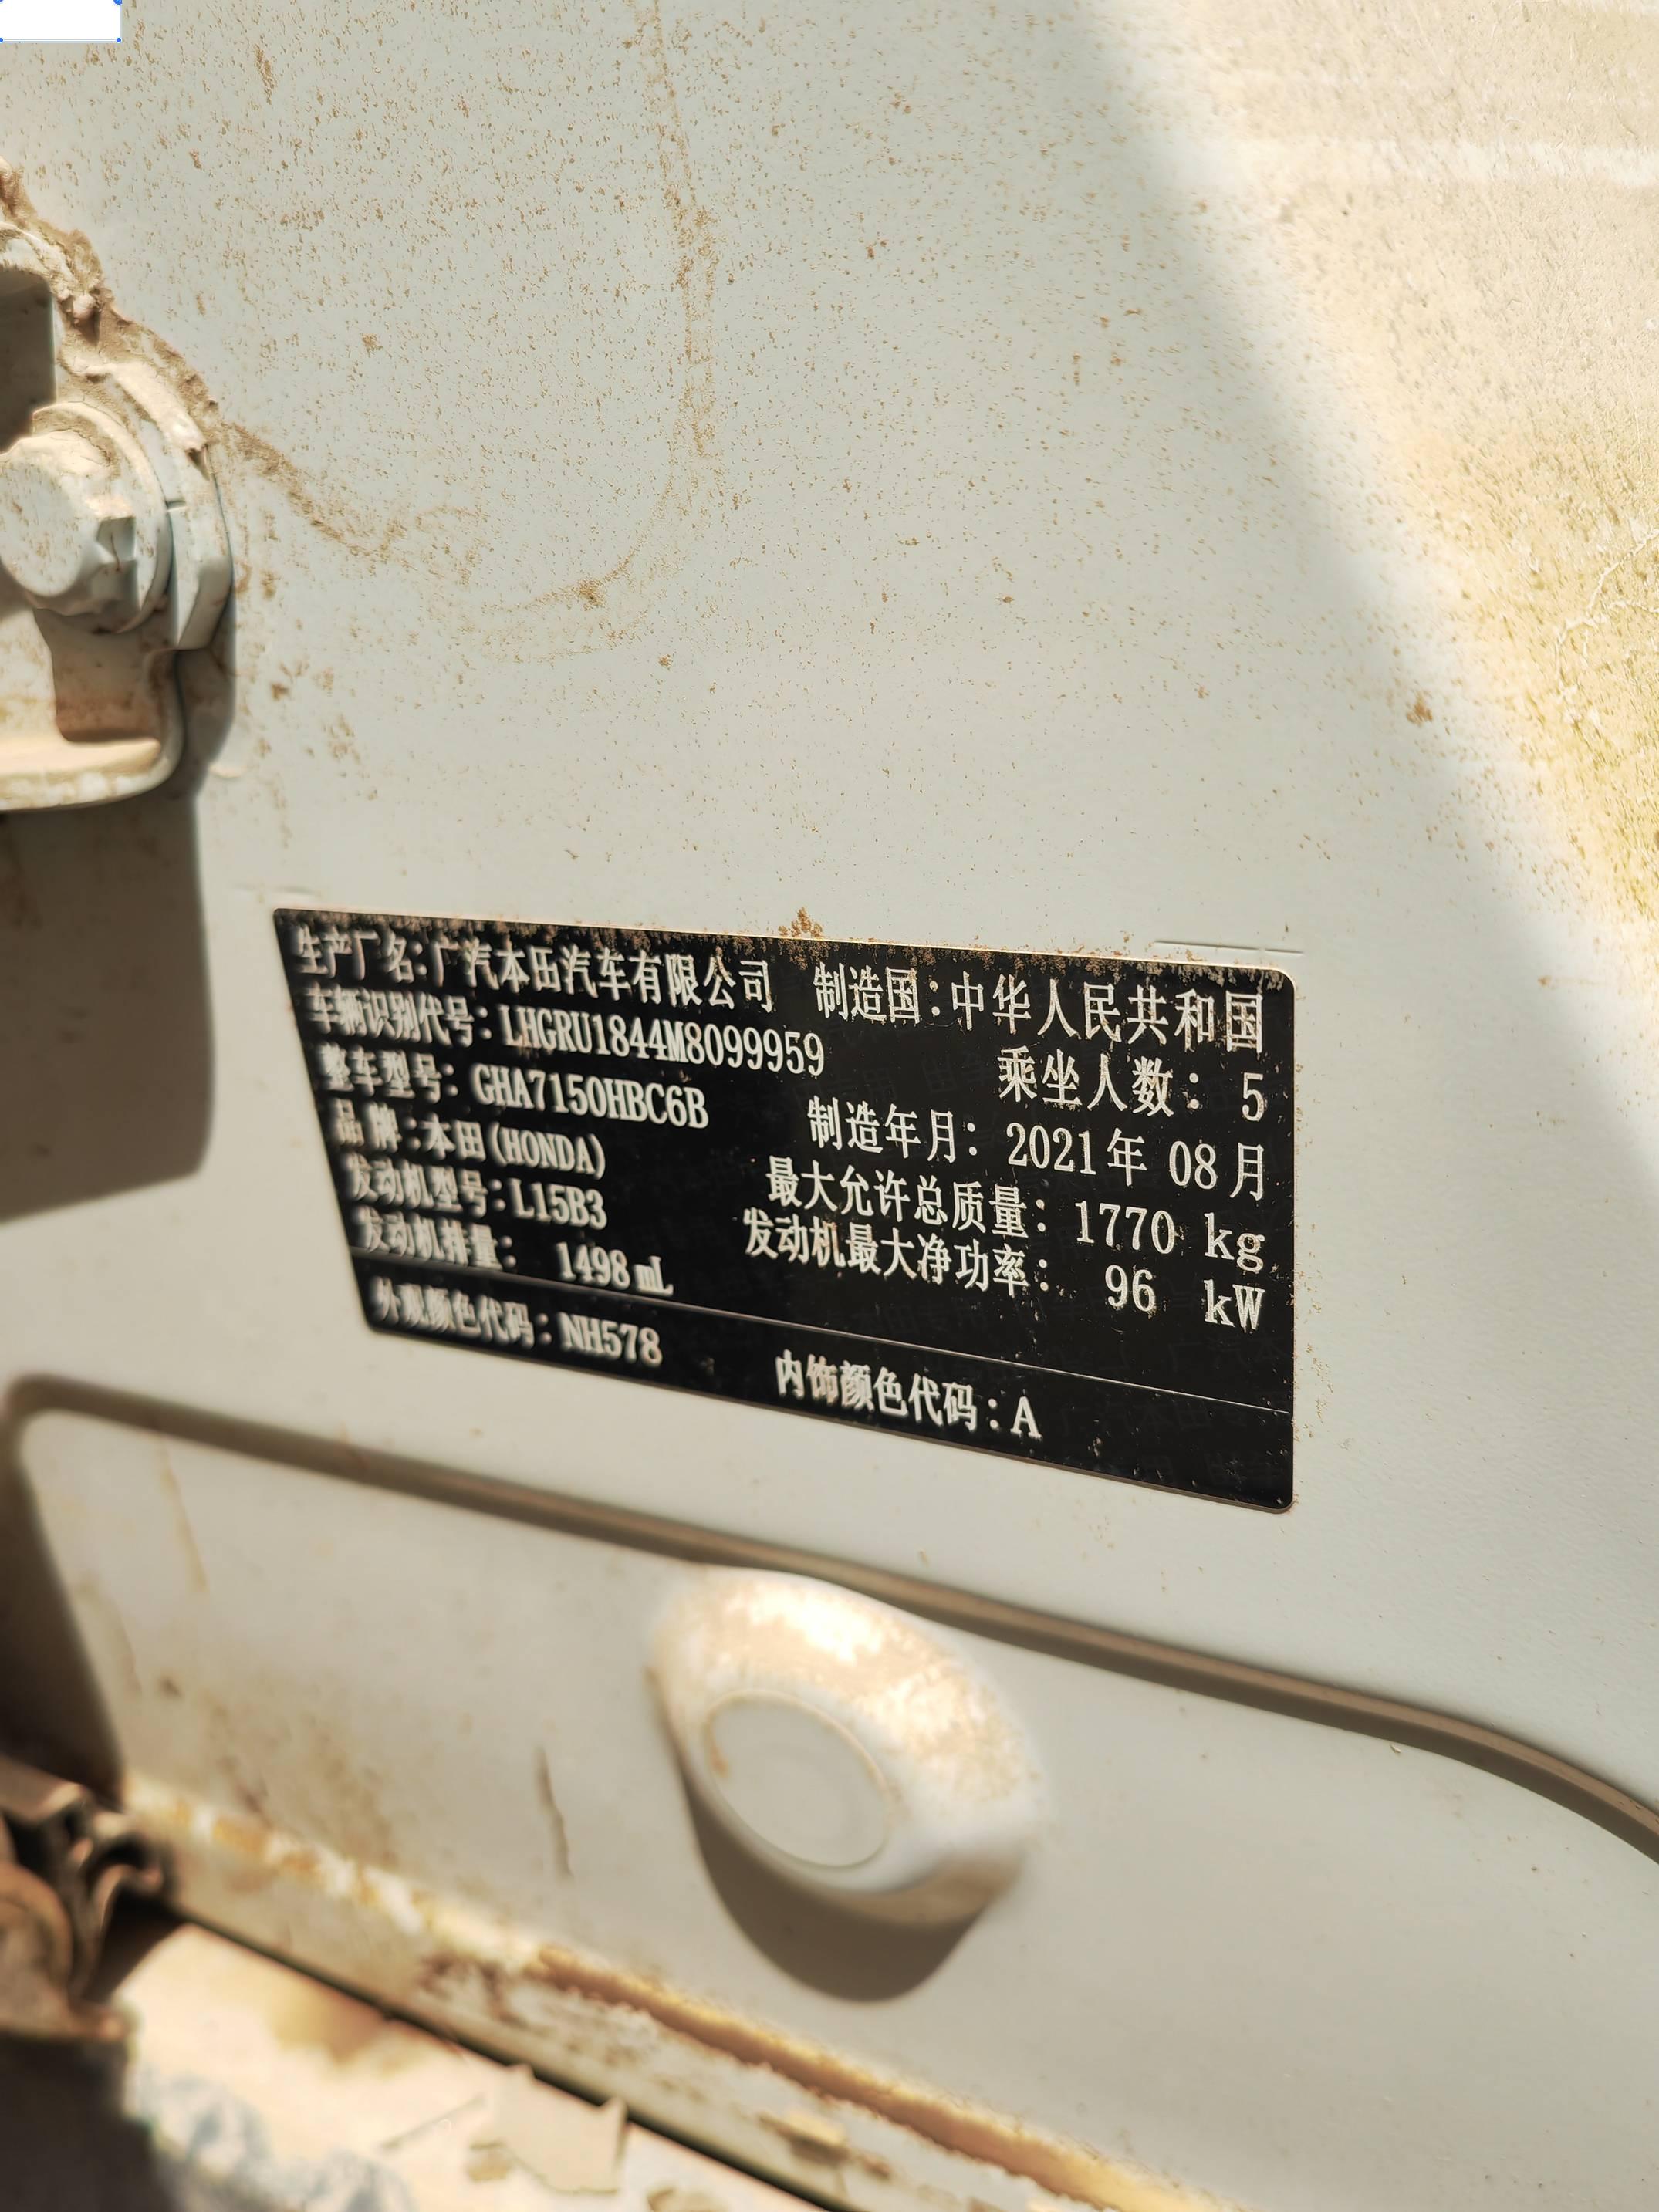 生产厂名:广汽本田汽车有限公司 制造国:中华人民共和国
车辆识别代号:LHGRU1844M8099959 乘坐人数: 5
整车型号:GHA7150HBC6B 制造年月: 2021年 08月
品 牌:本田(HONDA) 最大允许总质量: 1770 kg
发动机型号:L15B3 发动机最大净功率: 96 kW
发动机排量: 1498 mL
外观颜色代码:NH578 内饰颜色代码:A